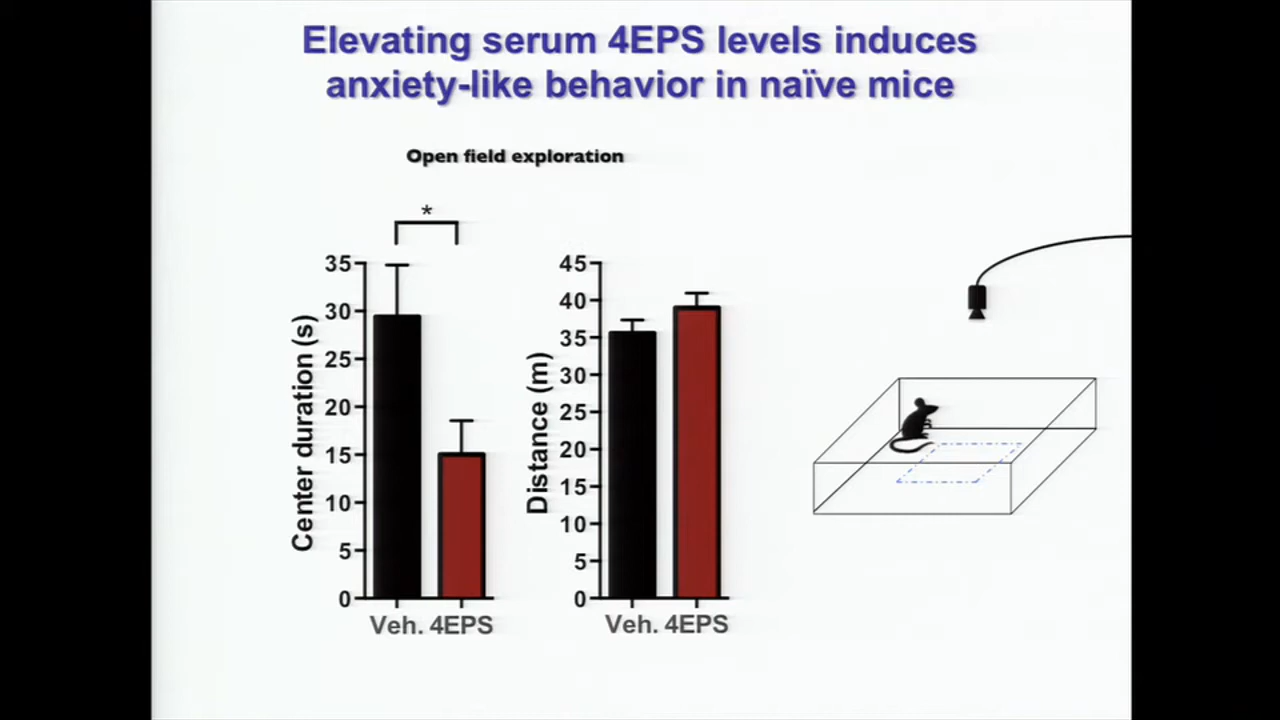 Elevating serum 4EPS levels induces
anxiety-like behavior in naïve mice
Open field exploration
*
Center duration (s)
35
30
25
20
15
10
5
0
Veh. 4EPS
Distance (m)
45
40
35
30
25
20
15
10
5
0
Veh. 4EPS